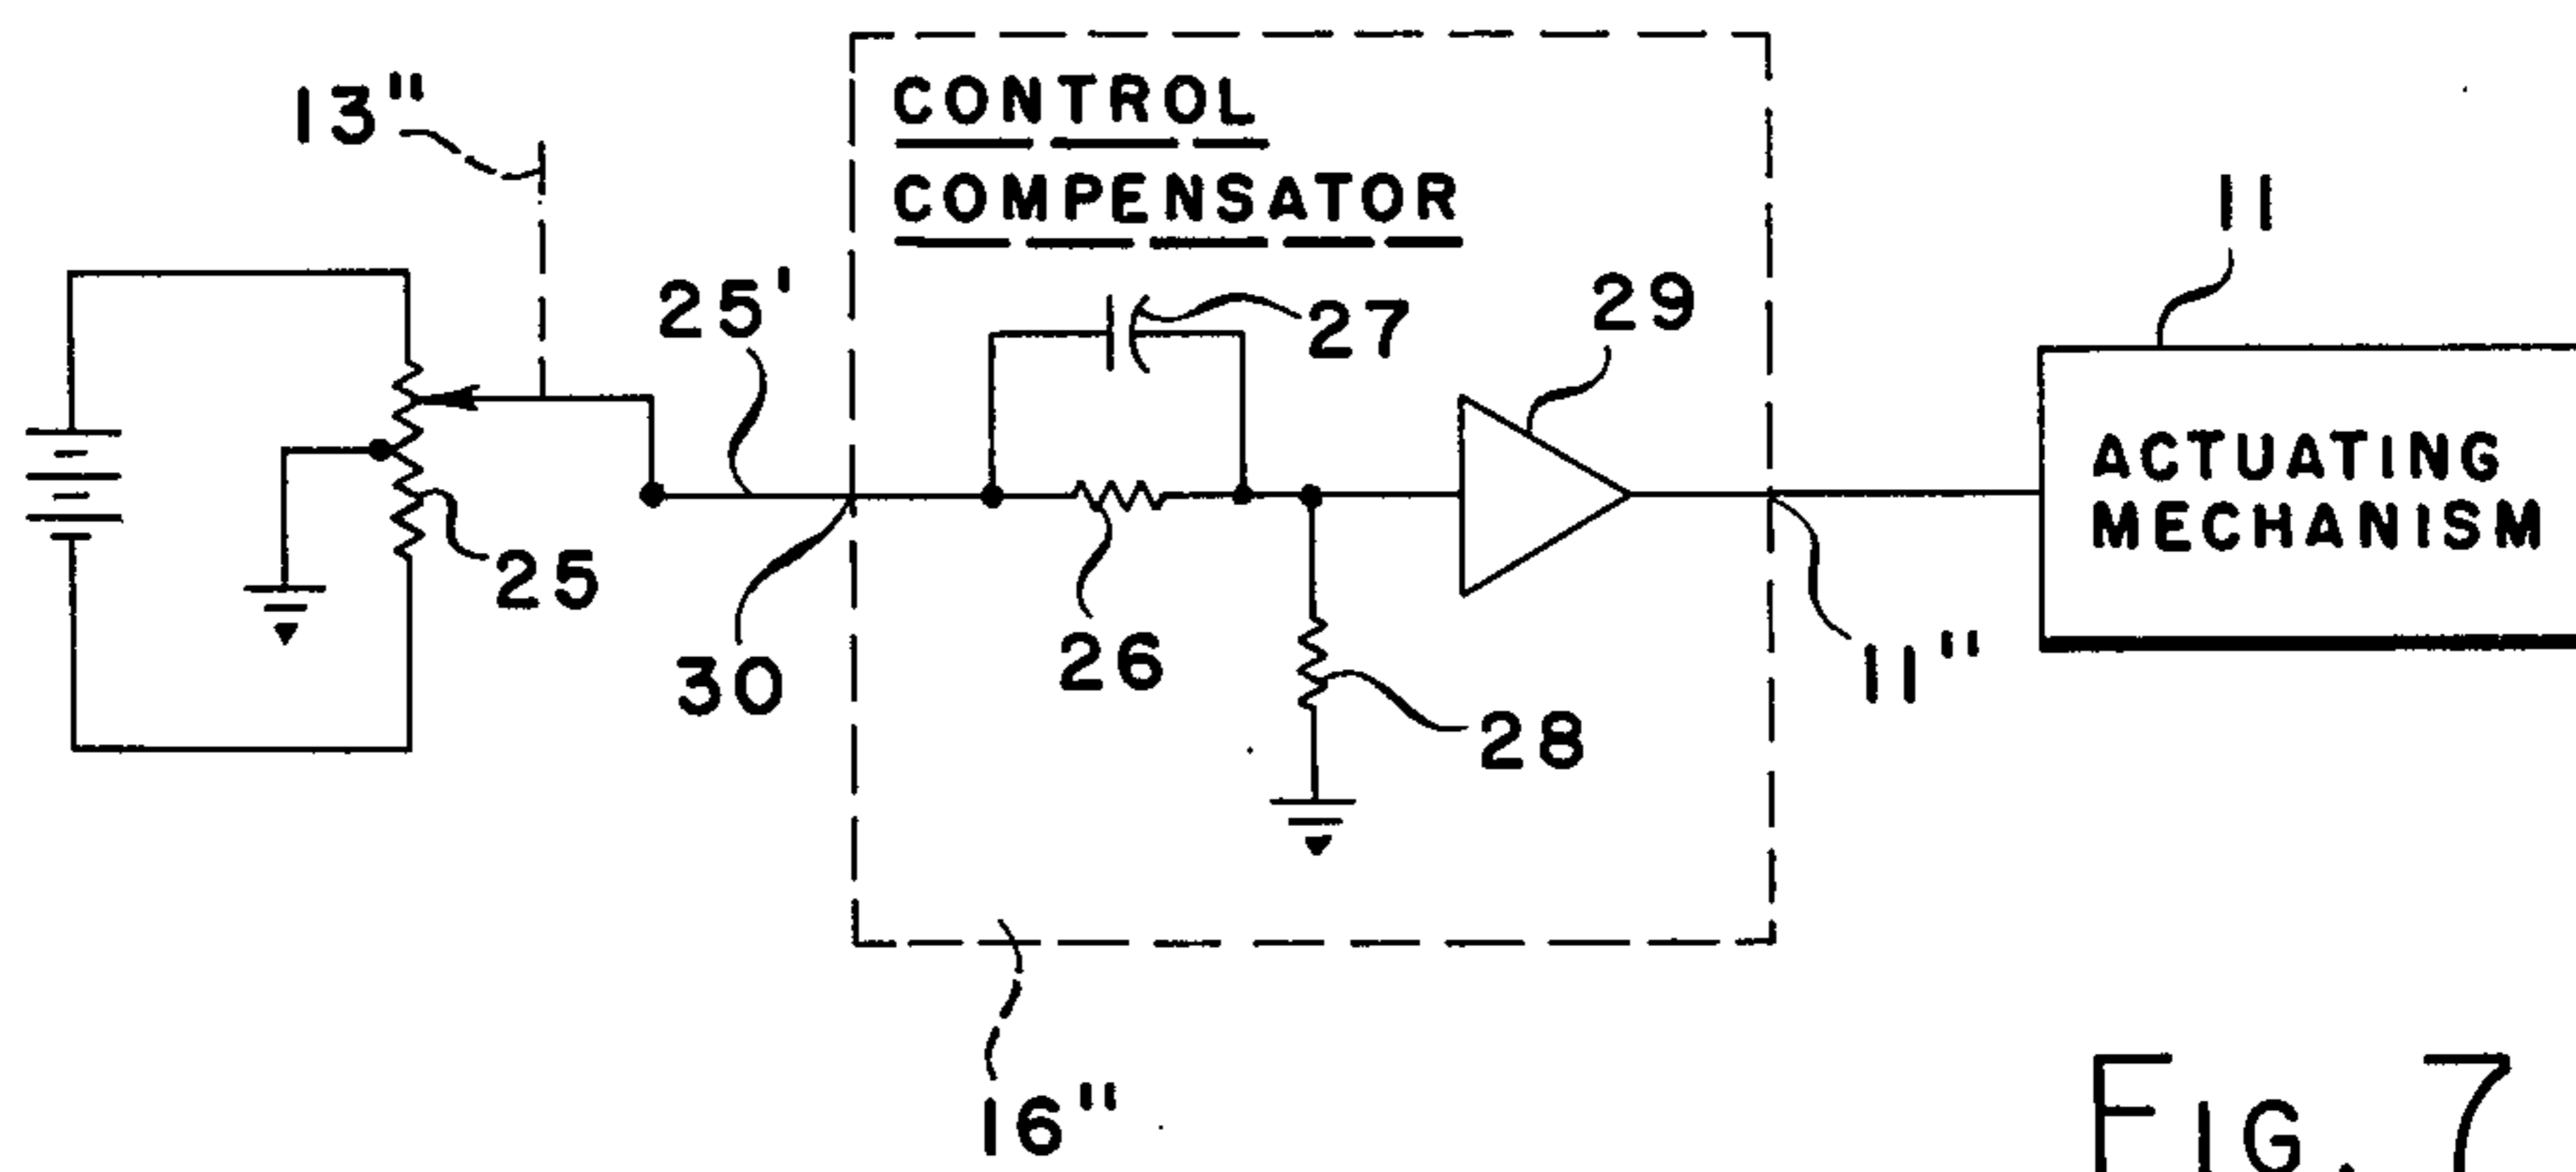 13"
CONTROL
COMPENSATOR
11
25'
27
29
ACTUATING
MECHANISM
25
30
26
28
11"
16"
FIG. 7